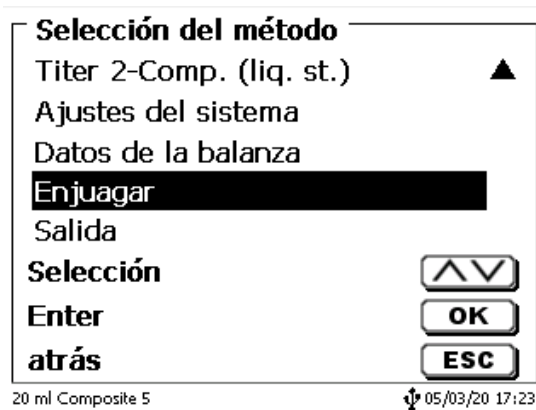 Selección del método
Titer 2-Comp. (liq. st.)
Ajustes del sistema
Datos de la balanza
Enjuagar
Salida
Selección
Enter OK
atrás ESC
20 ml Composite 5 05/03/20 17:23